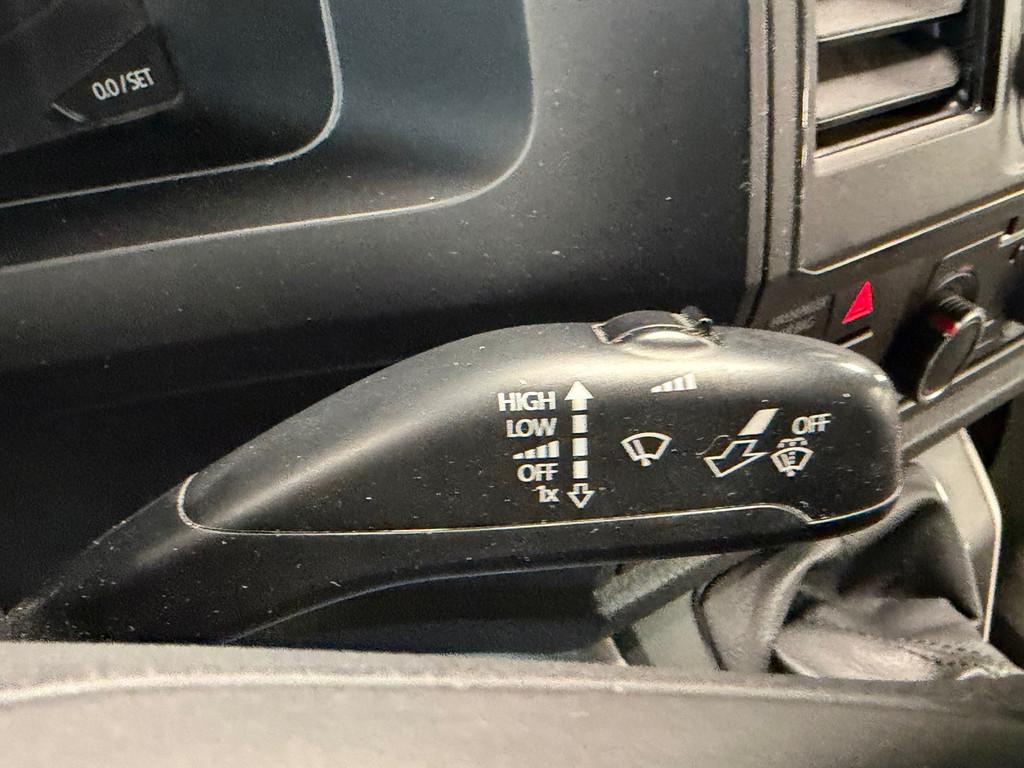 0.0/SET
HIGH
LOW
OFF
1x
OFF